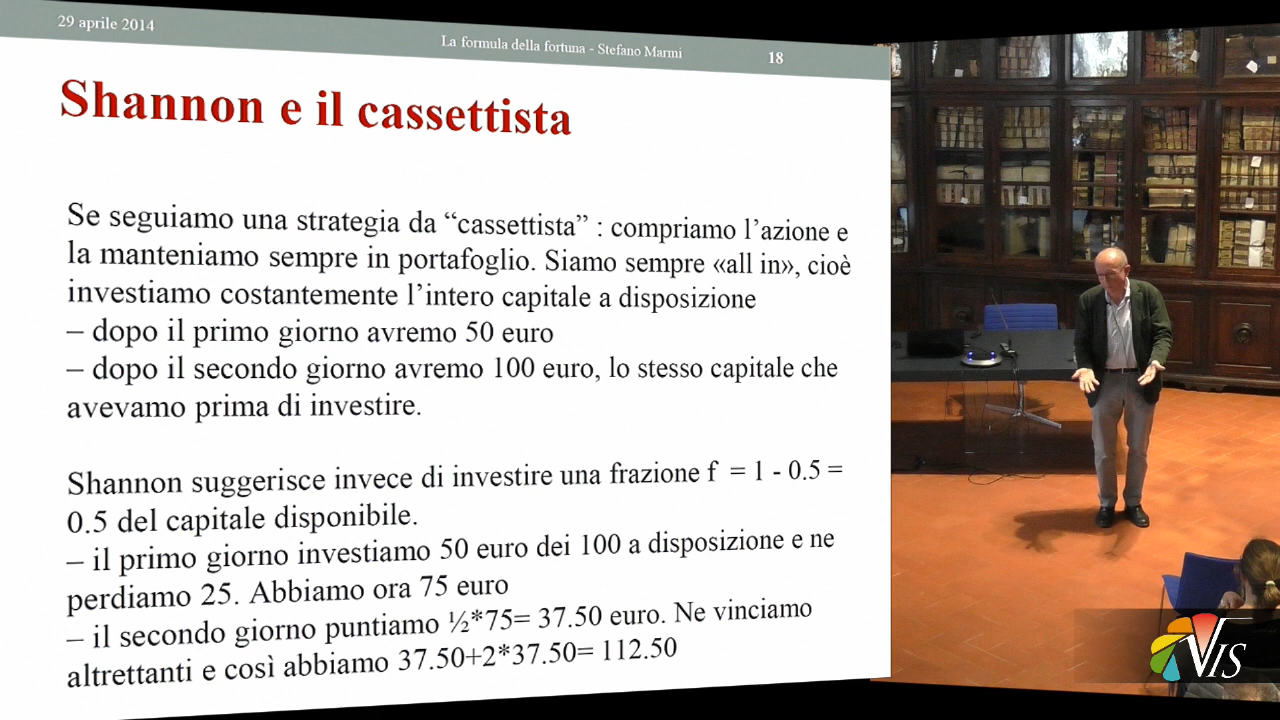 29 aprile 2014
La formula della fortuna - Stefano Marmi
18
Shannon e il cassettista
Se seguiamo una strategia da “cassettista” : compriamo l’azione e
la manteniamo sempre in portafoglio. Siamo sempre «all in», cioè
investiamo costantemente l’intero capitale a disposizione
– dopo il primo giorno avremo 50 euro
– dopo il secondo giorno avremo 100 euro, lo stesso capitale che
avevamo prima di investire.
Shannon suggerisce invece di investire una frazione f = 1 - 0.5 =
0.5 del capitale disponibile.
– il primo giorno investiamo 50 euro dei 100 a disposizione e ne
perdiamo 25. Abbiamo ora 75 euro
– il secondo giorno puntiamo ½*75= 37.50 euro. Ne vinciamo
altrettanti e così abbiamo 37.50+2*37.50= 112.50
VIS